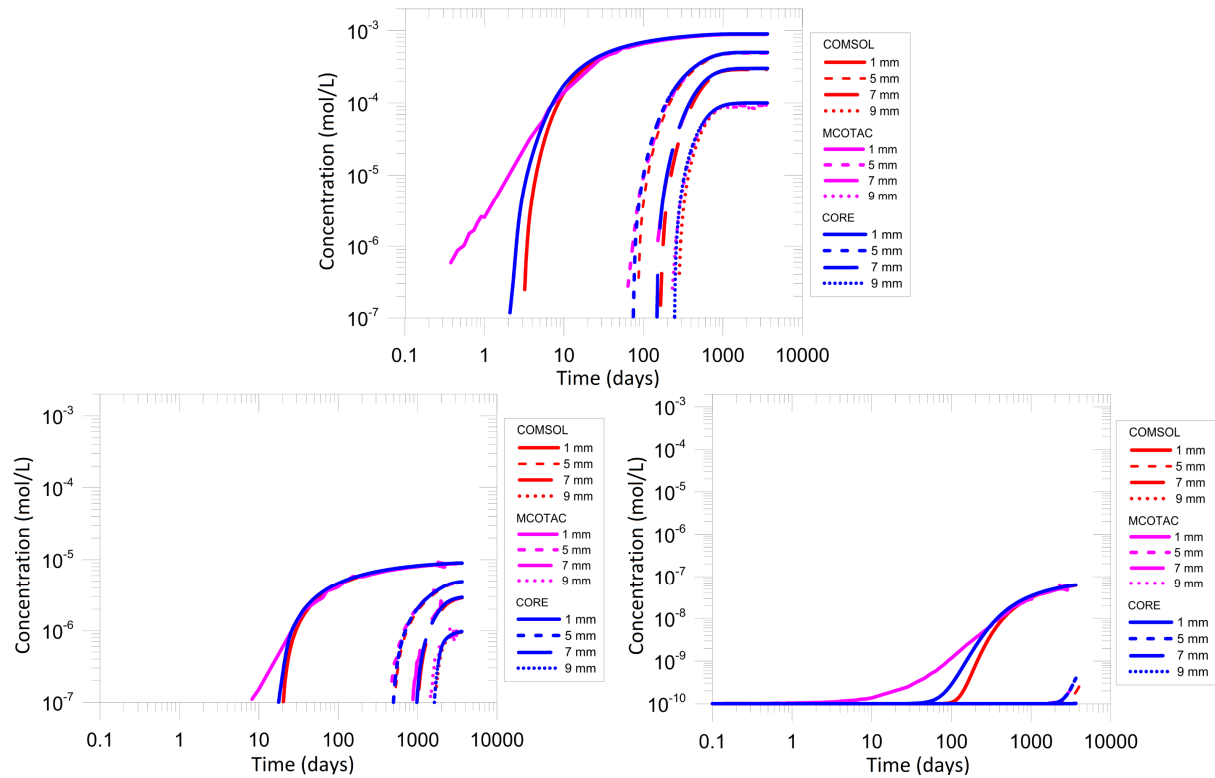 10⁻³
10⁻⁴
10⁻⁵
10⁻⁶
10⁻⁷
Concentration (mol/L)
0.1 1 10 100 1000 10000
Time (days)
COMSOL
1 mm
5 mm
7 mm
9 mm
MCOTAC
1 mm
5 mm
7 mm
9 mm
CORE
1 mm
5 mm
7 mm
9 mm
10⁻³
10⁻⁴
10⁻⁵
10⁻⁶
10⁻⁷
Concentration (mol/L)
0.1 1 10 100 1000 10000
Time (days)
COMSOL
1 mm
5 mm
7 mm
9 mm
MCOTAC
1 mm
5 mm
7 mm
9 mm
CORE
1 mm
5 mm
7 mm
9 mm
10⁻³
10⁻⁴
10⁻⁵
10⁻⁶
10⁻⁷
10⁻⁸
10⁻⁹
10⁻¹⁰
Concentration (mol/L)
0.1 1 10 100 1000 10000
Time (days)
COMSOL
1 mm
5 mm
7 mm
9 mm
MCOTAC
1 mm
5 mm
7 mm
9 mm
CORE
1 mm
5 mm
7 mm
9 mm